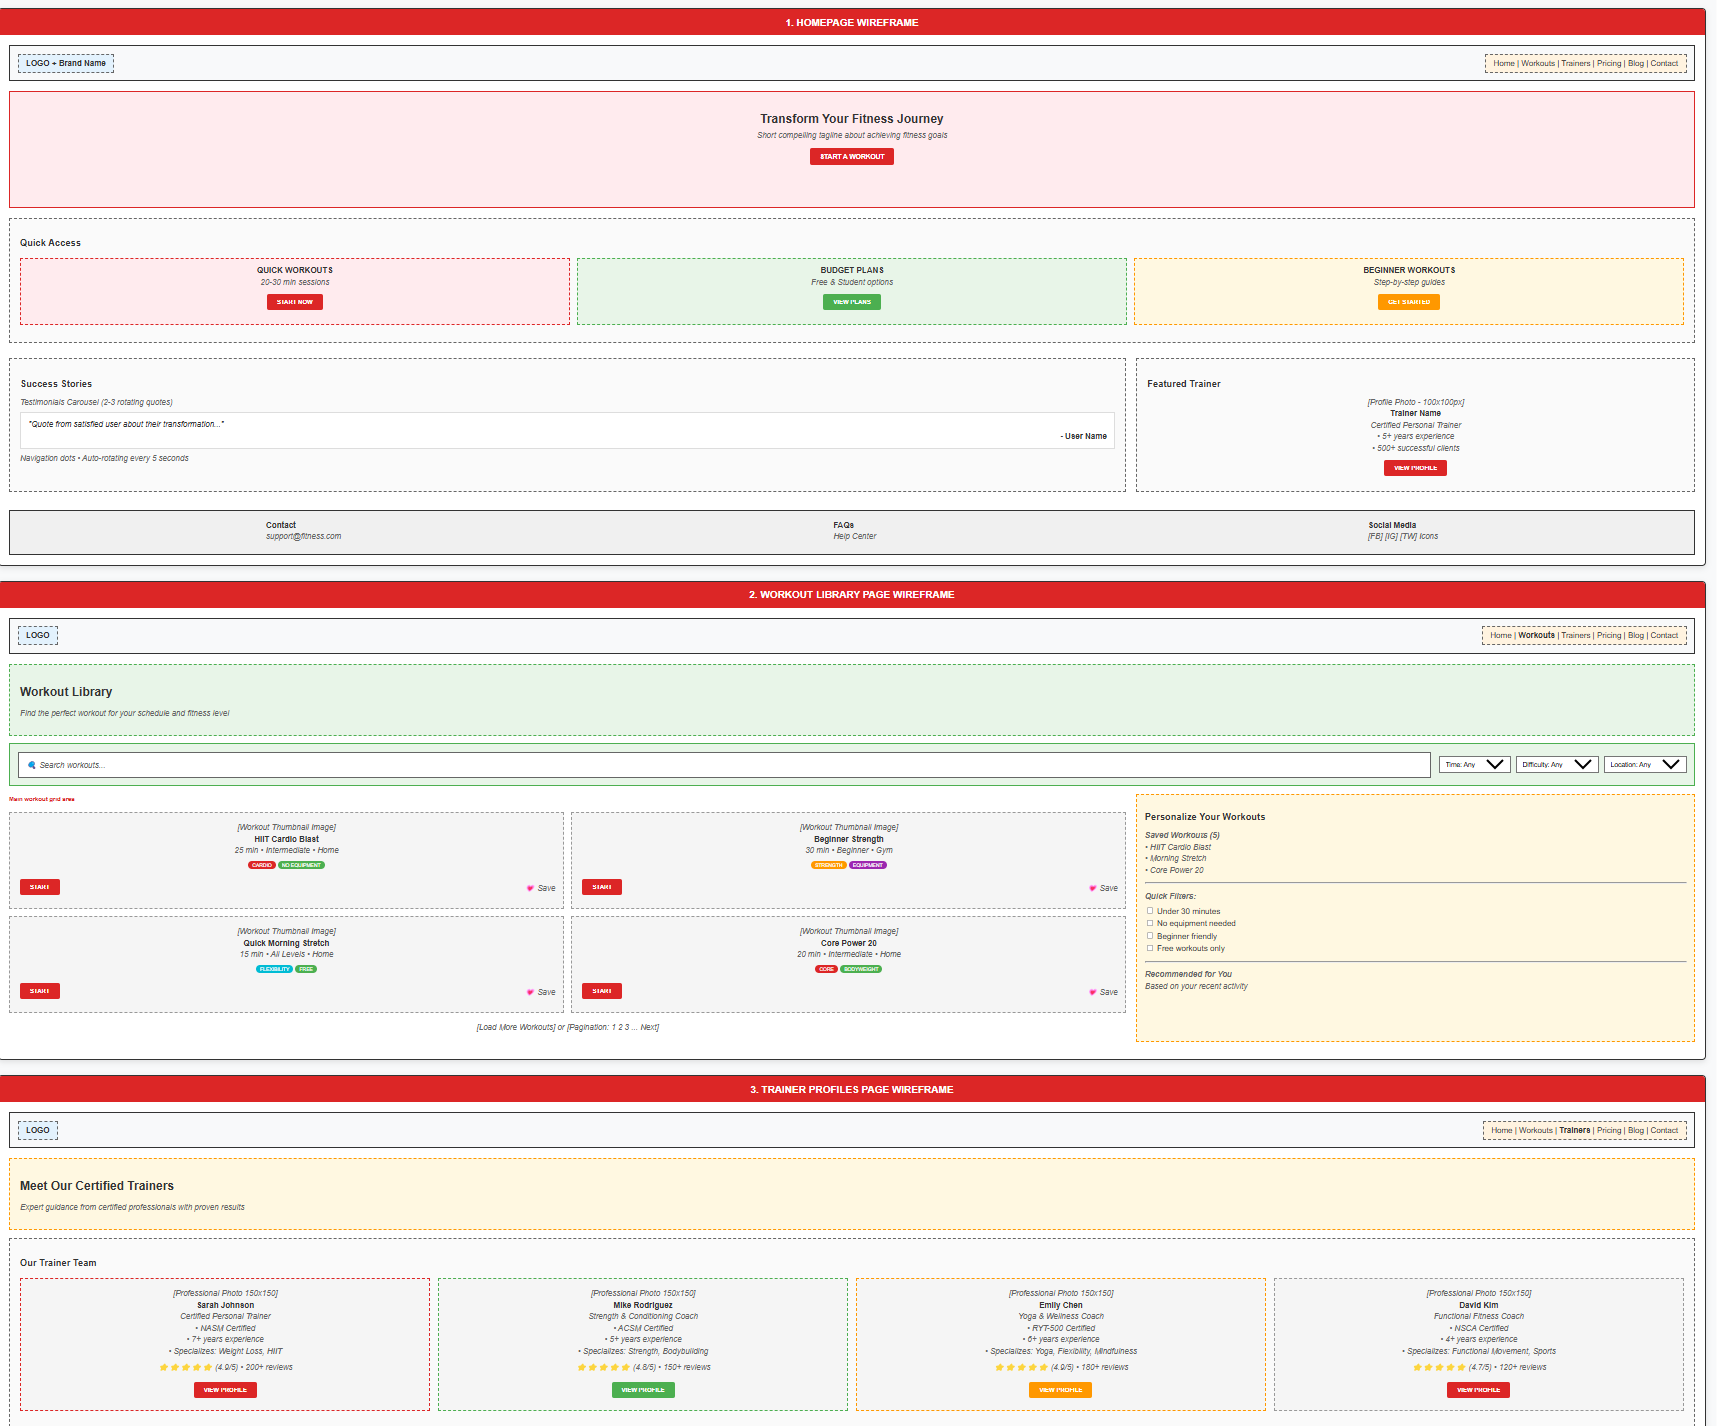 1. HOMEPAGE WIREFRAME
LOGO + Brand Name
Home | Workouts | Trainers | Pricing | Blog | Contact
Transform Your Fitness Journey
Short compelling tagline about achieving fitness goals
START A WORKOUT
Quick Access
QUICK WORKOUTS
20-30 min sessions
START NOW
BUDGET PLANS
Free & Student options
VIEW PLANS
BEGINNER WORKOUTS
Step-by-step guides
GET STARTED
Success Stories
Testimonials Carousel (2-3 rotating quotes)
"Quote from satisfied user about their transformation..."
- User Name
Navigation dots • Auto-rotating every 5 seconds
Featured Trainer
[Profile Photo - 100x100px]
Trainer Name
Certified Personal Trainer
• 5+ years experience
• 500+ successful clients
VIEW PROFILE
Contact
support@fitness.com
FAQs
Help Center
Social Media
[FB] [IG] [TW] Icons
2. WORKOUT LIBRARY PAGE WIREFRAME
LOGO
Home | Workouts | Trainers | Pricing | Blog | Contact
Workout Library
Find the perfect workout for your schedule and fitness level
Search workouts...
Time: Any
Difficulty: Any
Location: Any
Main workout grid area
[Workout Thumbnail Image]
HIIT Cardio Blast
25 min • Intermediate • Home
CARDIO NO EQUIPMENT
START
Save
[Workout Thumbnail Image]
Beginner Strength
30 min • Beginner • Gym
STRENGTH EQUIPMENT
START
Save
[Workout Thumbnail Image]
Quick Morning Stretch
15 min • All Levels • Home
FLEXIBILITY FREE
START
Save
[Workout Thumbnail Image]
Core Power 20
20 min • Intermediate • Home
CORE BODYWEIGHT
START
Save
[Load More Workouts] or [Pagination: 1 2 3 ... Next]
Personalize Your Workouts
Saved Workouts (5)
• HIIT Cardio Blast
• Morning Stretch
• Core Power 20
Quick Filters:
☐ Under 30 minutes
☐ No equipment needed
☐ Beginner friendly
☐ Free workouts only
Recommended for You
Based on your recent activity
3. TRAINER PROFILES PAGE WIREFRAME
LOGO
Home | Workouts | Trainers | Pricing | Blog | Contact
Meet Our Certified Trainers
Expert guidance from certified professionals with proven results
Our Trainer Team
[Professional Photo 150x150]
Sarah Johnson
Certified Personal Trainer
• NASM Certified
• 7+ years experience
• Specializes: Weight Loss, HIIT
(4.9/5) • 200+ reviews
VIEW PROFILE
[Professional Photo 150x150]
Mike Rodriguez
Strength & Conditioning Coach
• ACSM Certified
• 5+ years experience
• Specializes: Strength, Bodybuilding
(4.8/5) • 150+ reviews
VIEW PROFILE
[Professional Photo 150x150]
Emily Chen
Yoga & Wellness Coach
• RYT-500 Certified
• 6+ years experience
• Specializes: Yoga, Flexibility, Mindfulness
(4.9/5) • 180+ reviews
VIEW PROFILE
[Professional Photo 150x150]
David Kim
Functional Fitness Coach
• NSCA Certified
• 4+ years experience
• Specializes: Functional Movement, Sports
(4.7/5) • 120+ reviews
VIEW PROFILE